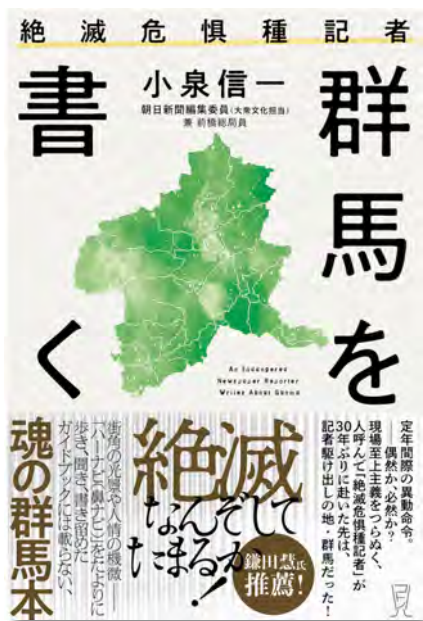 絶滅危惧種記者
群馬を
書く
小泉信一
朝日新聞編集委員(大衆文化担当)
兼 前橋総局員
An Endangered
Newspaper Reporter
Writes About Gunma
定年間際の異動命令。
偶然か、必然か?
現場至上主義をつらぬく、
人呼んで「絶滅危惧種記者」が
30年ぶりに赴いた先は、
記者駆け出しの地・群馬だった!
絶滅
なんぞして
たまるか!
鎌田慧氏
推薦!
街角の光景や人情の機微――
「ハーナビ(鼻ナビ)」をたよりに
歩き、聞き、書き留めた
ガイドブックには載らない、
魂の群馬本